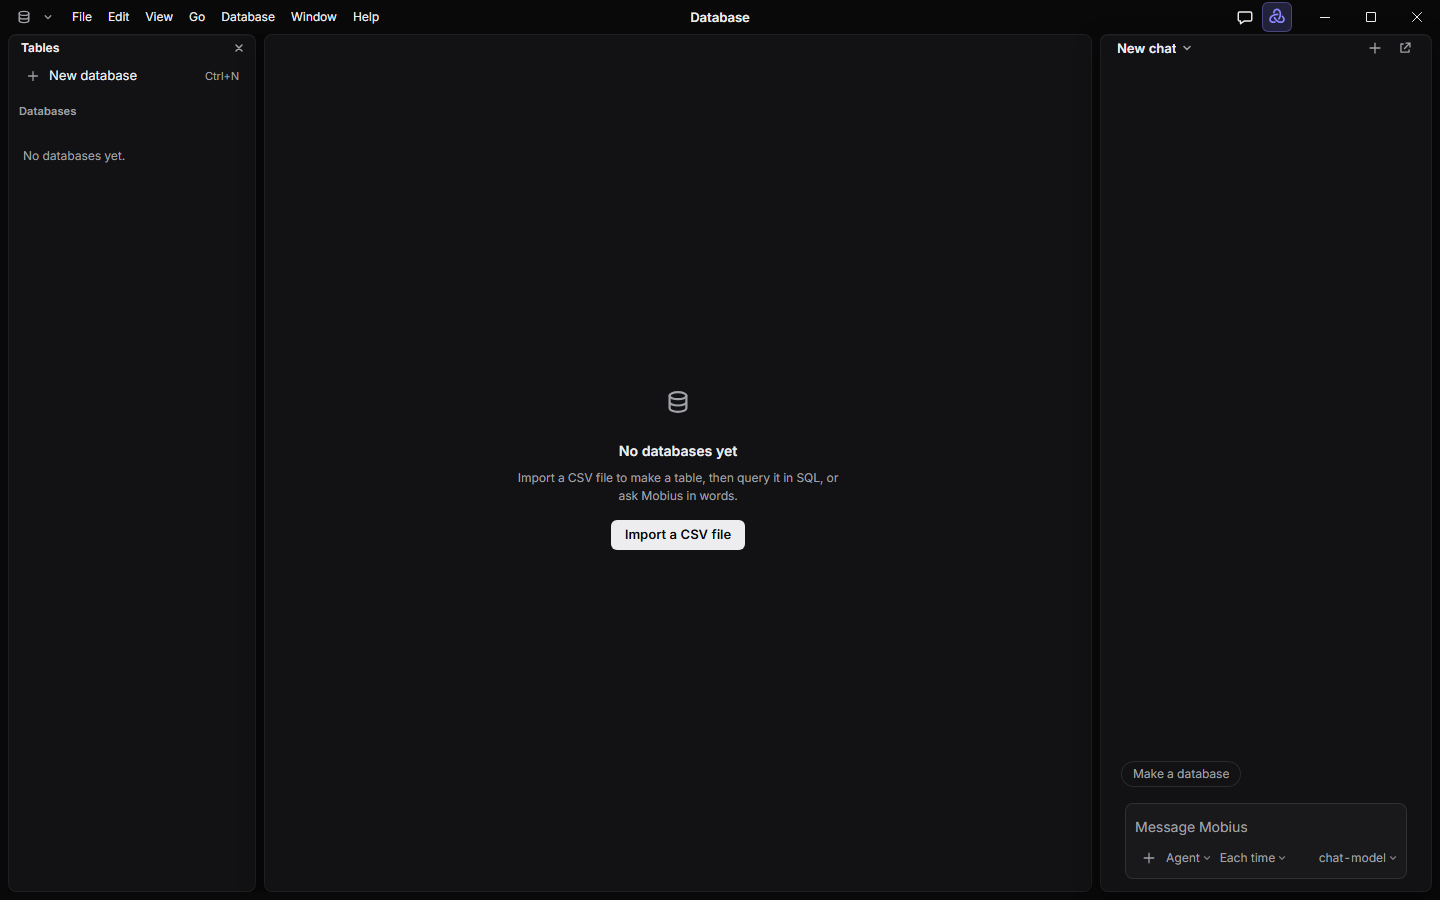 File Edit View Go Database Window Help
Database
Tables
New database Ctrl+N
Databases
No databases yet.
No databases yet
Import a CSV file to make a table, then query it in SQL, or
ask Mobius in words.
Import a CSV file
New chat
Make a database
Message Mobius
Agent Each time chat-model